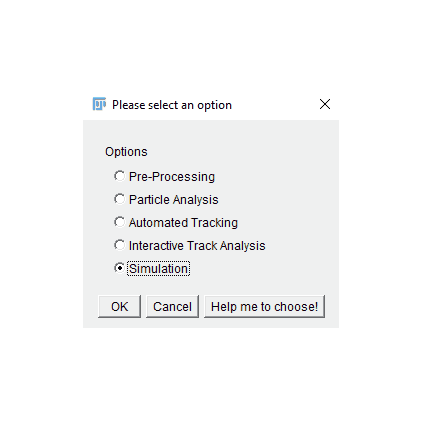 Please select an option
Options
Pre-Processing
Particle Analysis
Automated Tracking
Interactive Track Analysis
Simulation
OK Cancel Help me to choose!